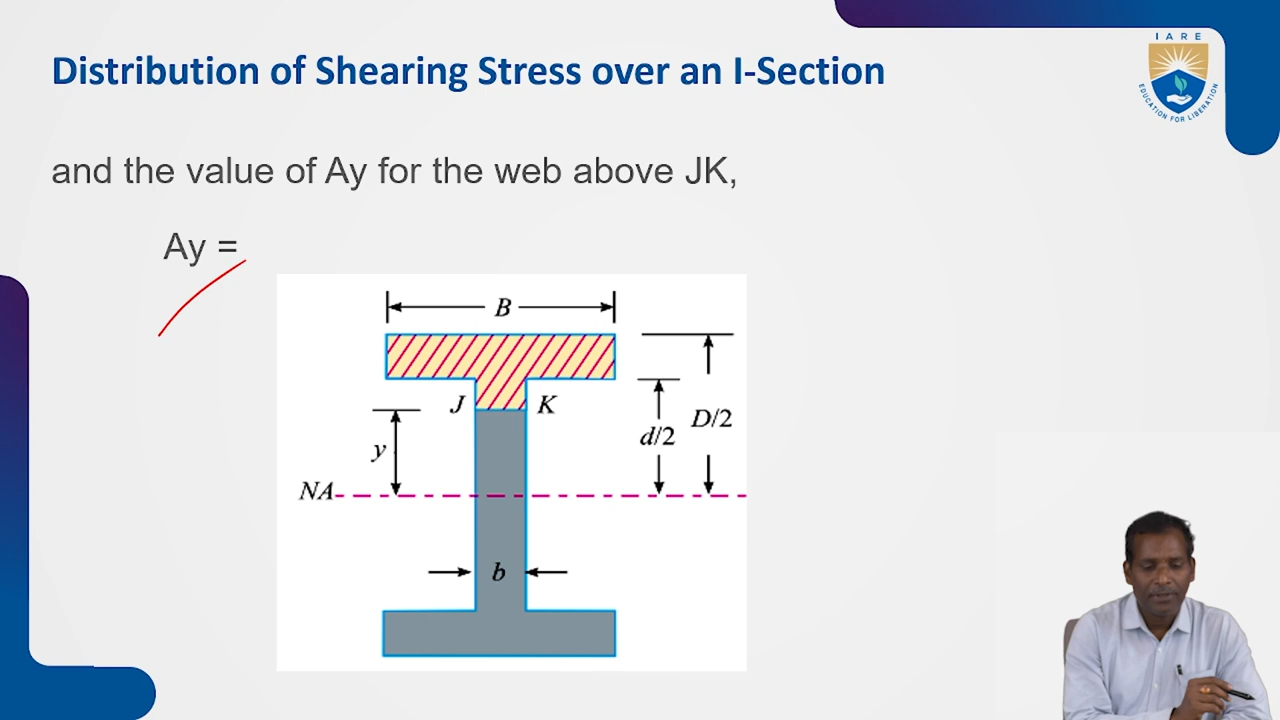 Distribution of Shearing Stress over an I-Section
IARE
EDUCATION FOR LIBERATION
and the value of Ay for the web above JK,
Ay =
B
J
K
D/2
d/2
y
NA
b